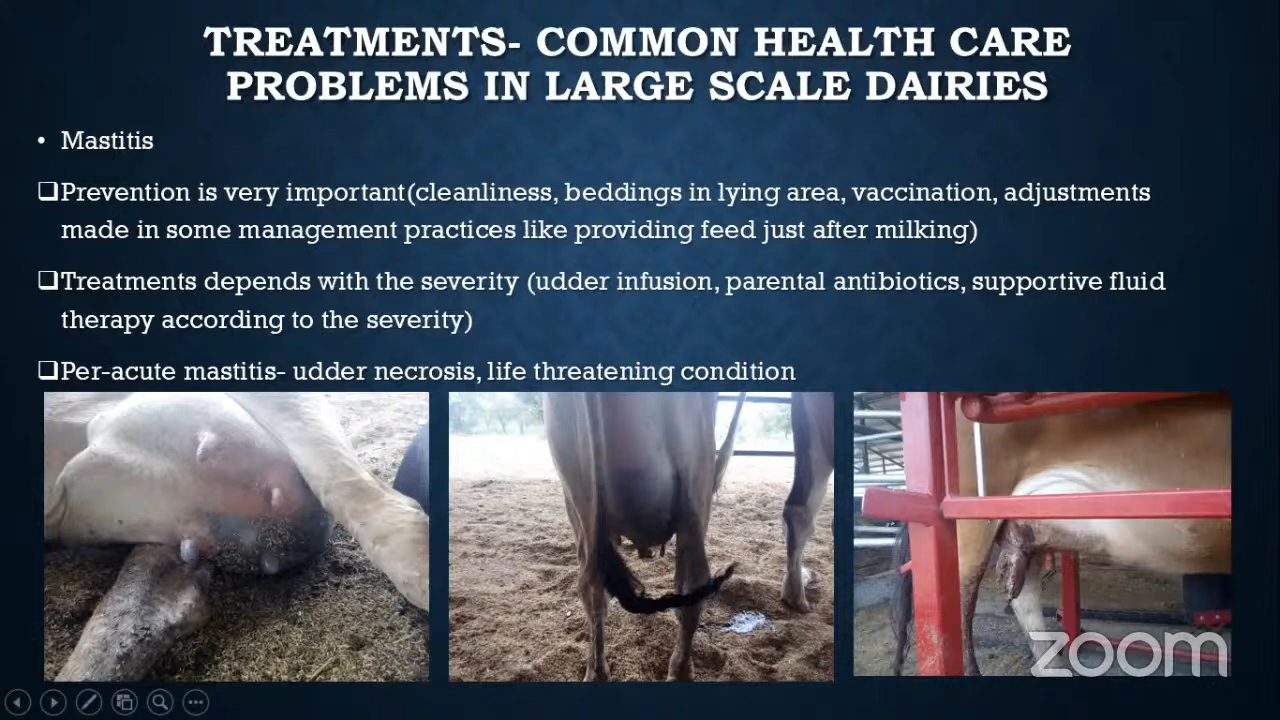 TREATMENTS- COMMON HEALTH CARE
PROBLEMS IN LARGE SCALE DAIRIES
• Mastitis
❑Prevention is very important(cleanliness, beddings in lying area, vaccination, adjustments
made in some management practices like providing feed just after milking)
❑Treatments depends with the severity (udder infusion, parental antibiotics, supportive fluid
therapy according to the severity)
❑Per-acute mastitis- udder necrosis, life threatening condition
zoom